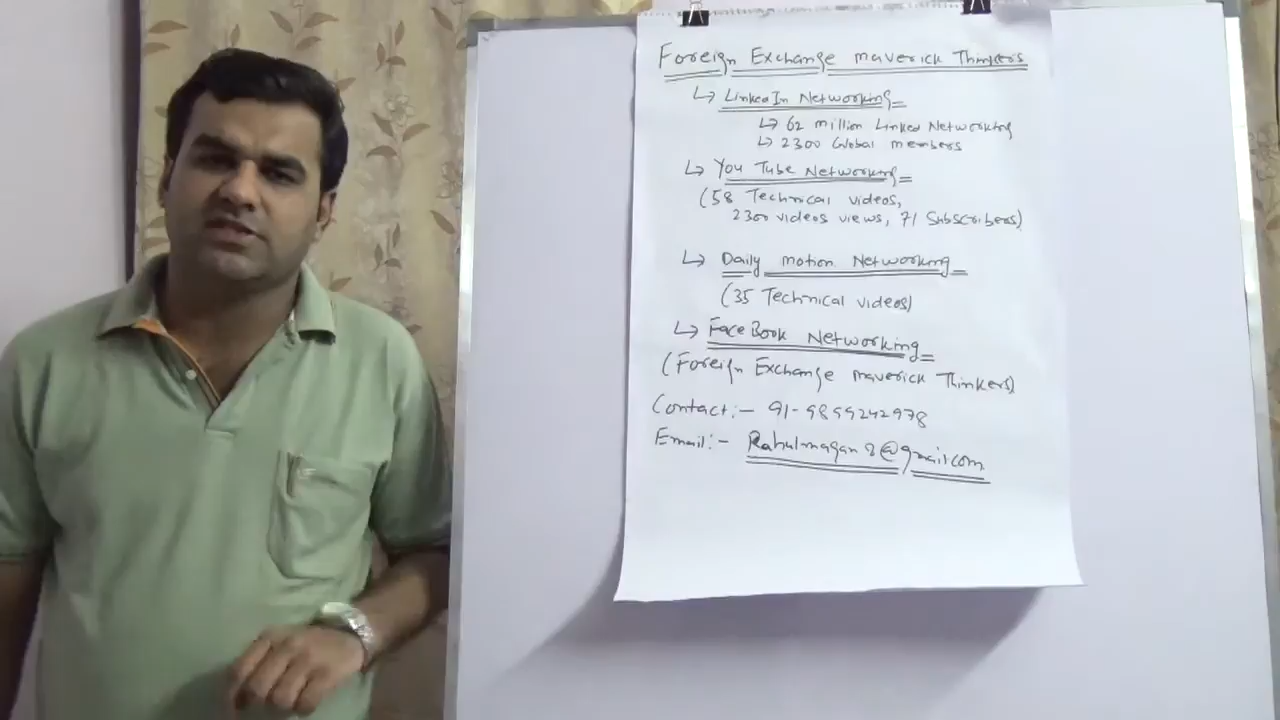 Foreign Exchange maverick Thinkers
↳ LinkedIn Networking
↳ 62 million Linked Networking
↳ 2300 Global members
↳ You Tube Networking
(58 Technical videos,
2300 videos views, 71 Subscribers)
↳ Daily motion Networking
(35 Technical videos)
↳ FaceBook Networking
(Foreign Exchange maverick Thinkers)
Contact:- 91-9899242978
Email:- Rahulmagan8@gmail.com